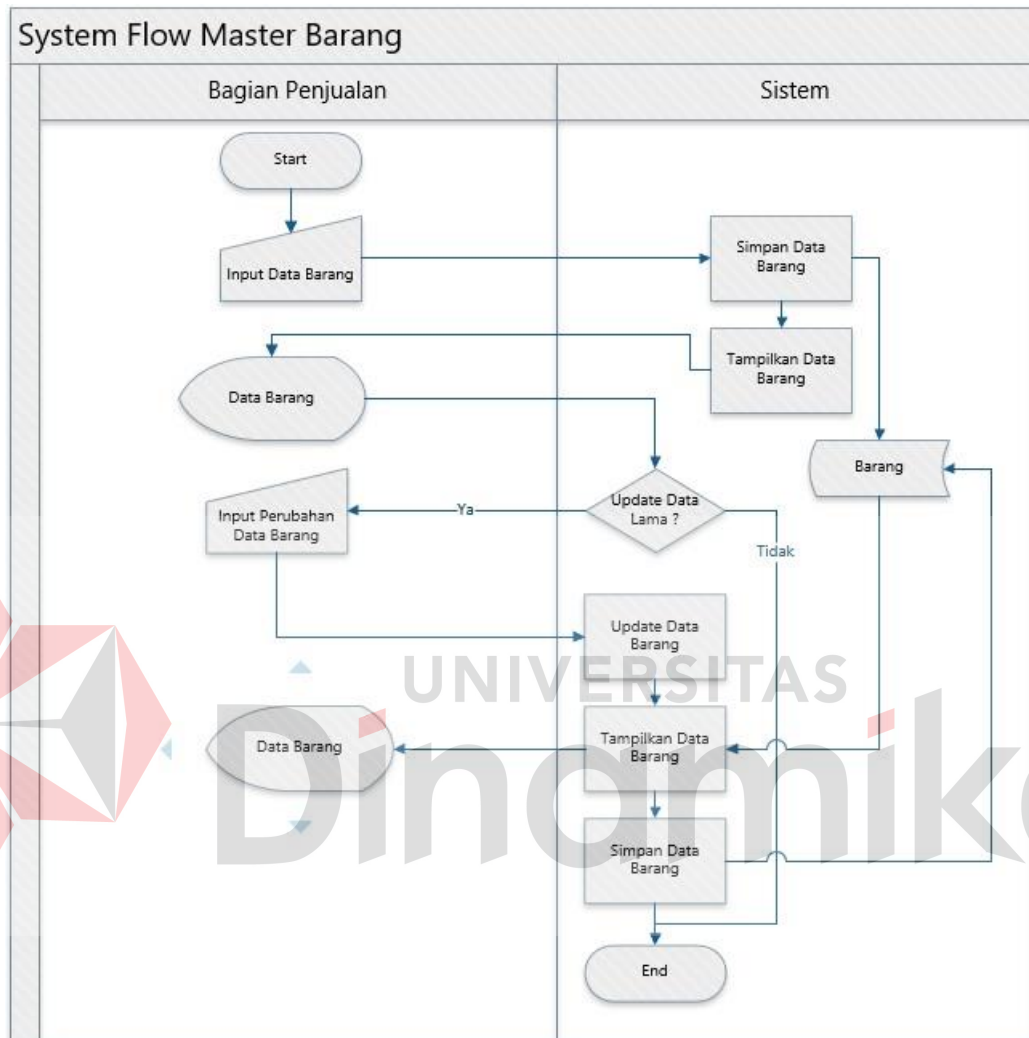 System Flow Master Barang
Bagian Penjualan
Sistem
Start
Input Data Barang
Simpan Data
Barang
Tampilkan Data
Barang
Data Barang
Barang
Update Data
Lama ?
Ya
Tidak
Input Perubahan
Data Barang
Update Data
Barang
UNIVERSITAS
Dinamika
Tampilkan Data
Barang
Data Barang
Simpan Data
Barang
End